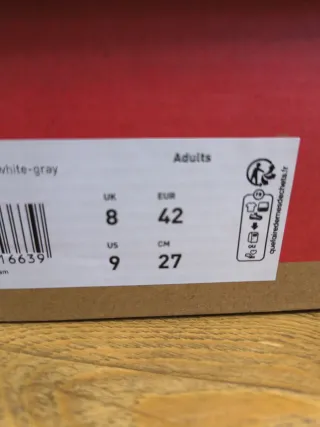 Adults
white-gray
UK EUR
8 42
US CM
9 27
16639
quefairedemesdechets.fr